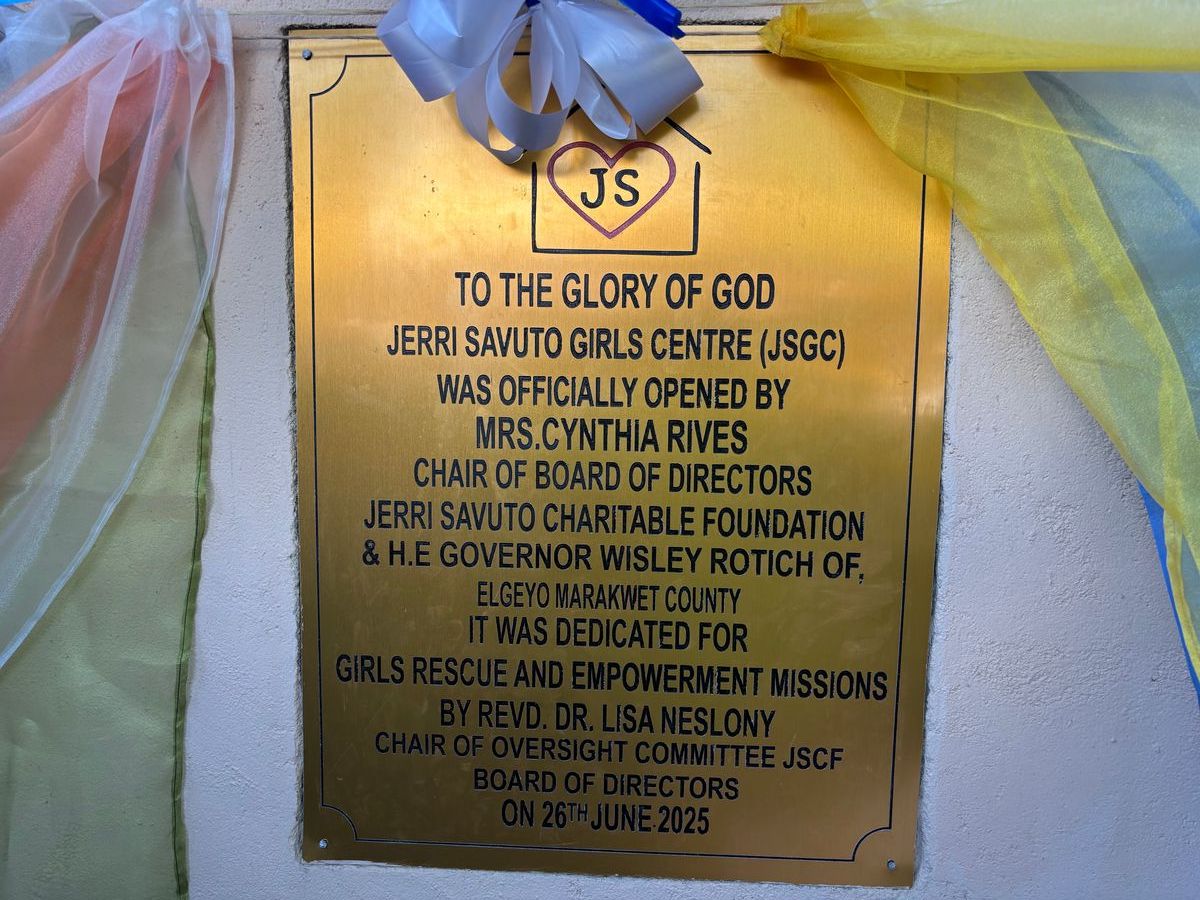 JS
TO THE GLORY OF GOD
JERRI SAVUTO GIRLS CENTRE (JSGC)
WAS OFFICIALLY OPENED BY
MRS.CYNTHIA RIVES
CHAIR OF BOARD OF DIRECTORS
JERRI SAVUTO CHARITABLE FOUNDATION
& H.E GOVERNOR WISLEY ROTICH OF,
ELGEYO MARAKWET COUNTY
IT WAS DEDICATED FOR
GIRLS RESCUE AND EMPOWERMENT MISSIONS
BY REVD. DR. LISA NESLONY
CHAIR OF OVERSIGHT COMMITTEE JSCF
BOARD OF DIRECTORS
ON 26TH JUNE 2025